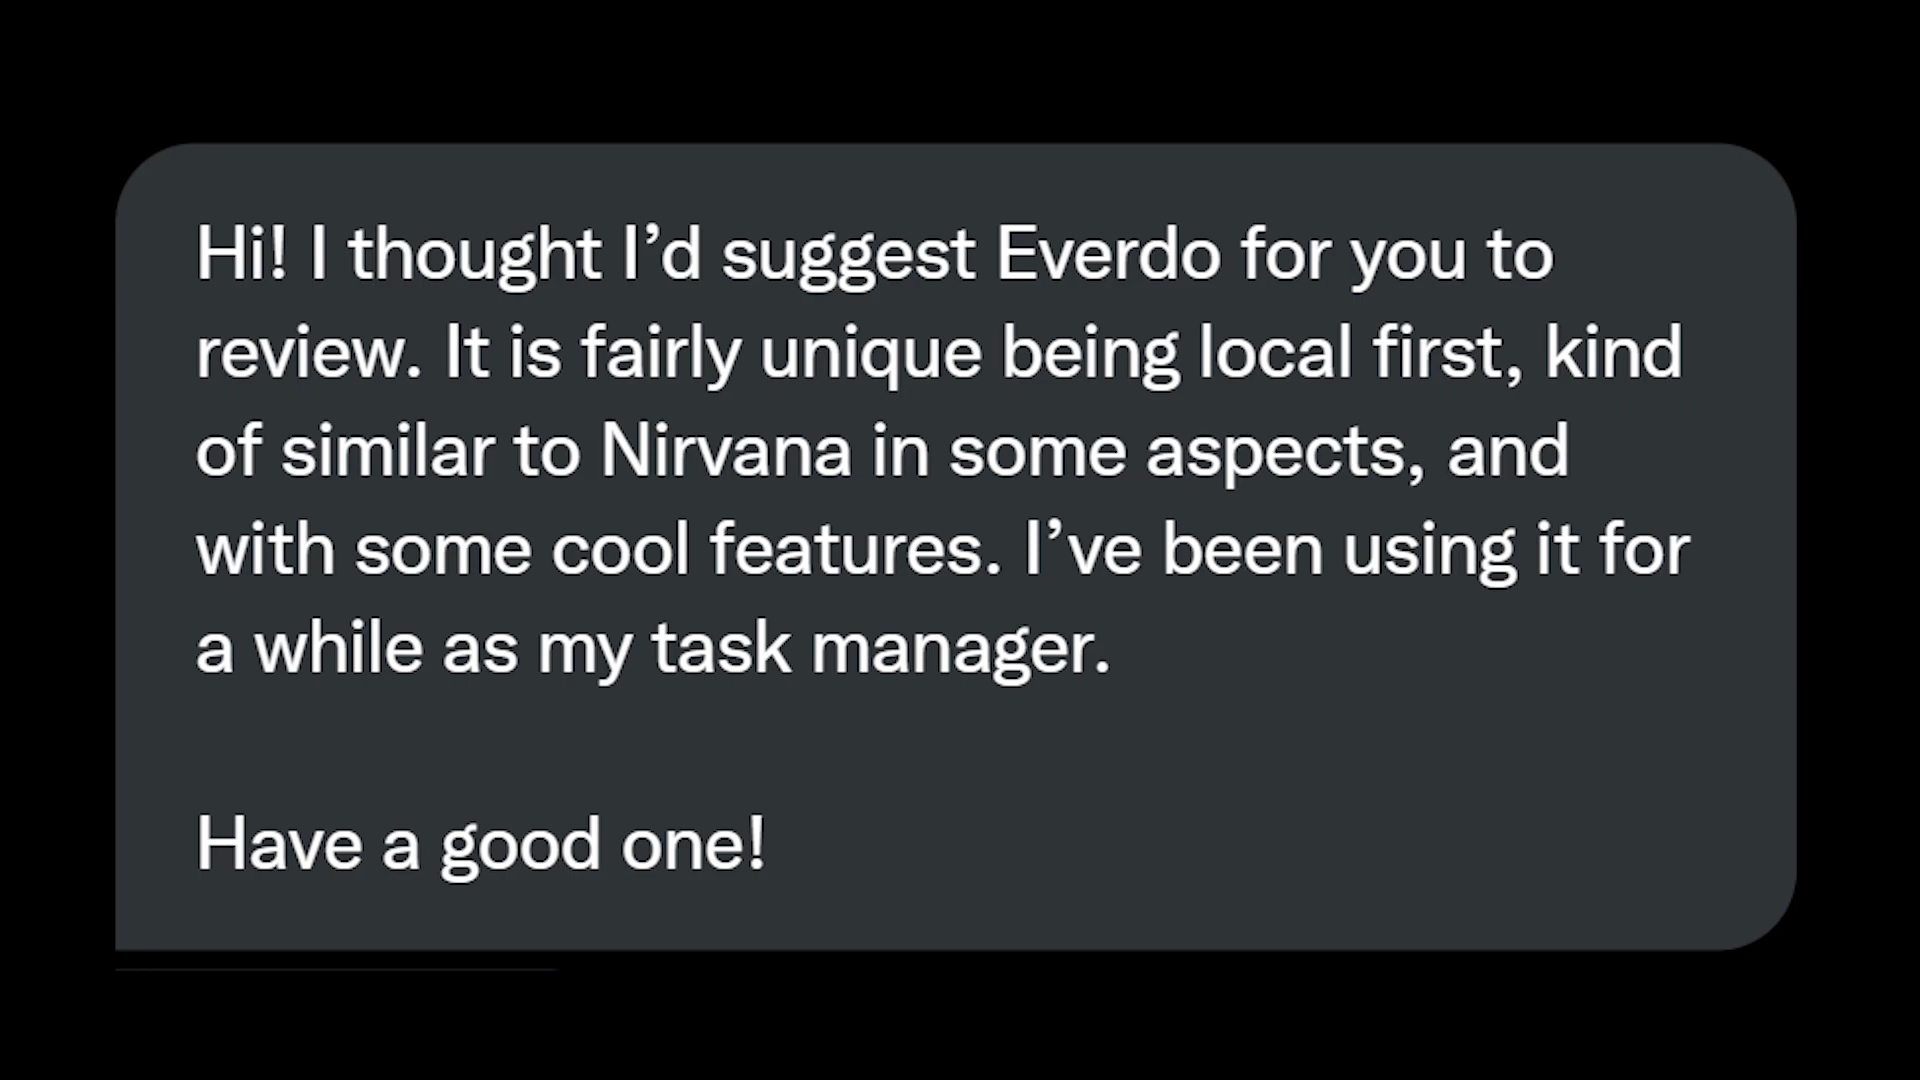 Hi! I thought I’d suggest Everdo for you to
review. It is fairly unique being local first, kind
of similar to Nirvana in some aspects, and
with some cool features. I’ve been using it for
a while as my task manager.
Have a good one!